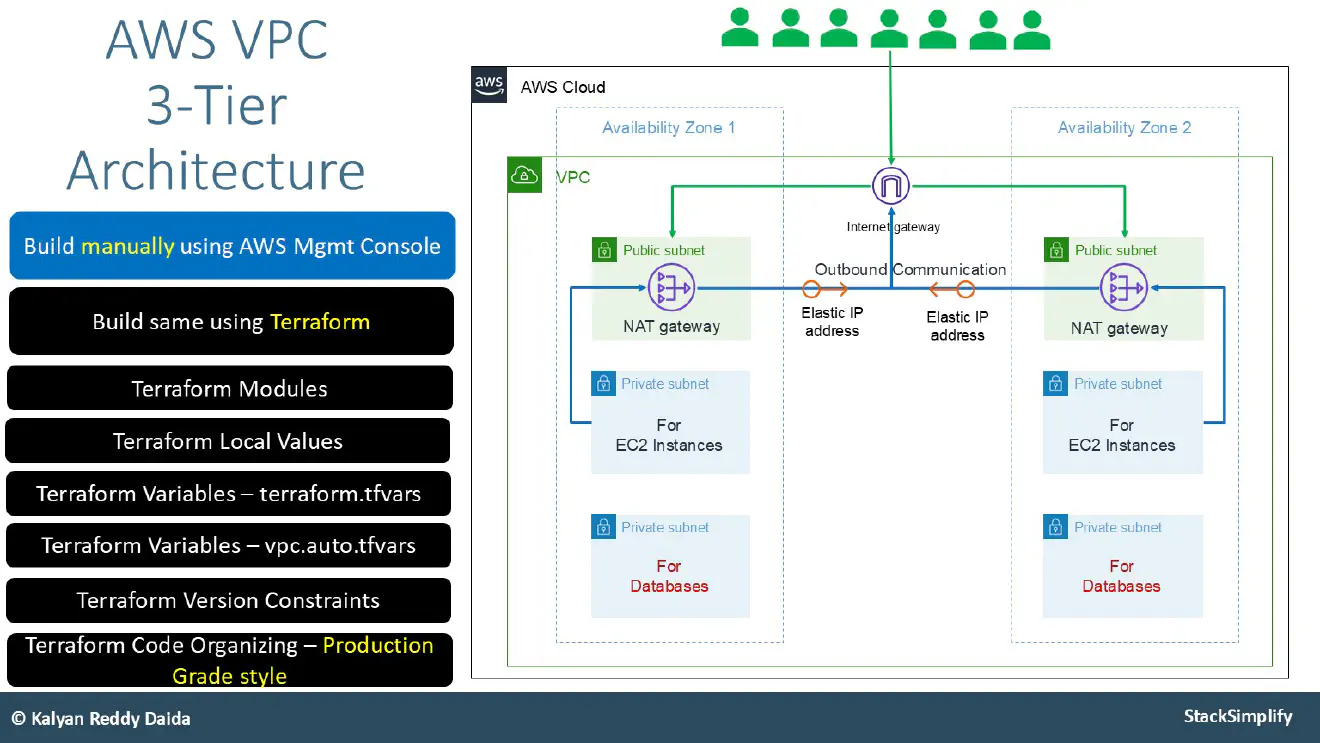 AWS VPC
3-Tier
Architecture
Build manually using AWS Mgmt Console
Build same using Terraform
Terraform Modules
Terraform Local Values
Terraform Variables – terraform.tfvars
Terraform Variables – vpc.auto.tfvars
Terraform Version Constraints
Terraform Code Organizing – Production
Grade style
aws
AWS Cloud
Availability Zone 1
Availability Zone 2
VPC
Internet gateway
Public subnet
NAT gateway
Outbound Communication
Elastic IP
address
Elastic IP
address
Public subnet
NAT gateway
Private subnet
For
EC2 Instances
Private subnet
For
EC2 Instances
Private subnet
For
Databases
Private subnet
For
Databases
© Kalyan Reddy Daida
StackSimplify